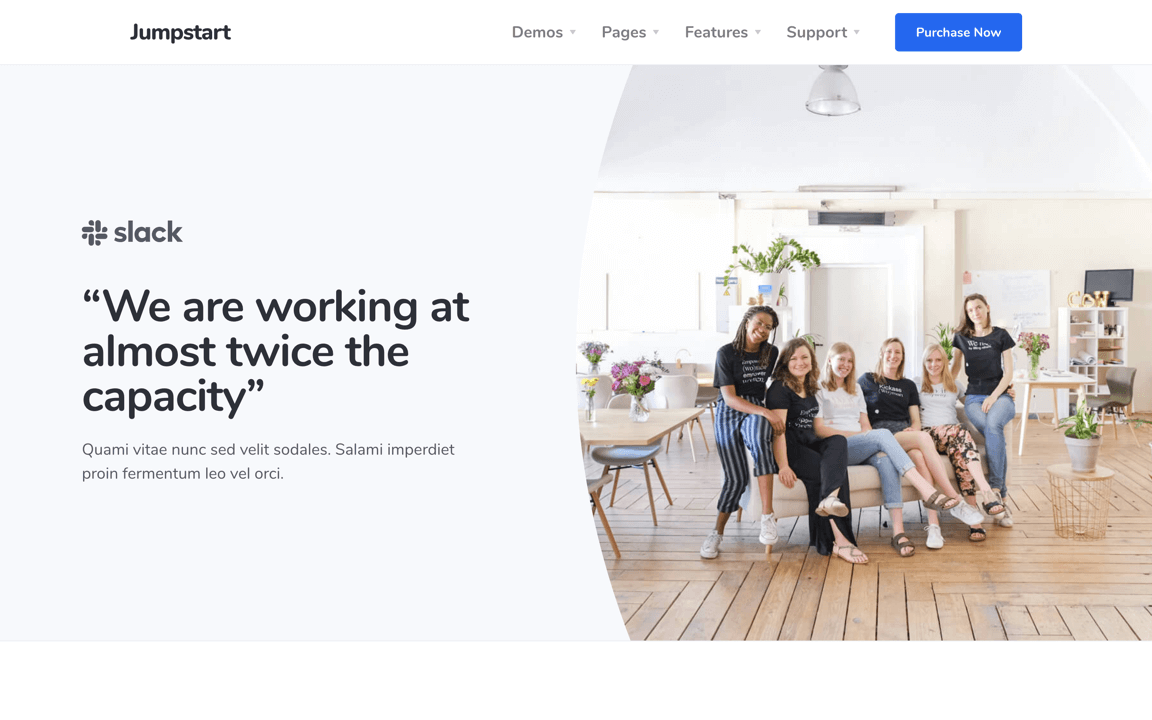 Jumpstart
Demos
Pages
Features
Support
Purchase Now
slack
“We are working at
almost twice the
capacity”
Quami vitae nunc sed velit sodales. Salami imperdiet
proin fermentum leo vel orci.